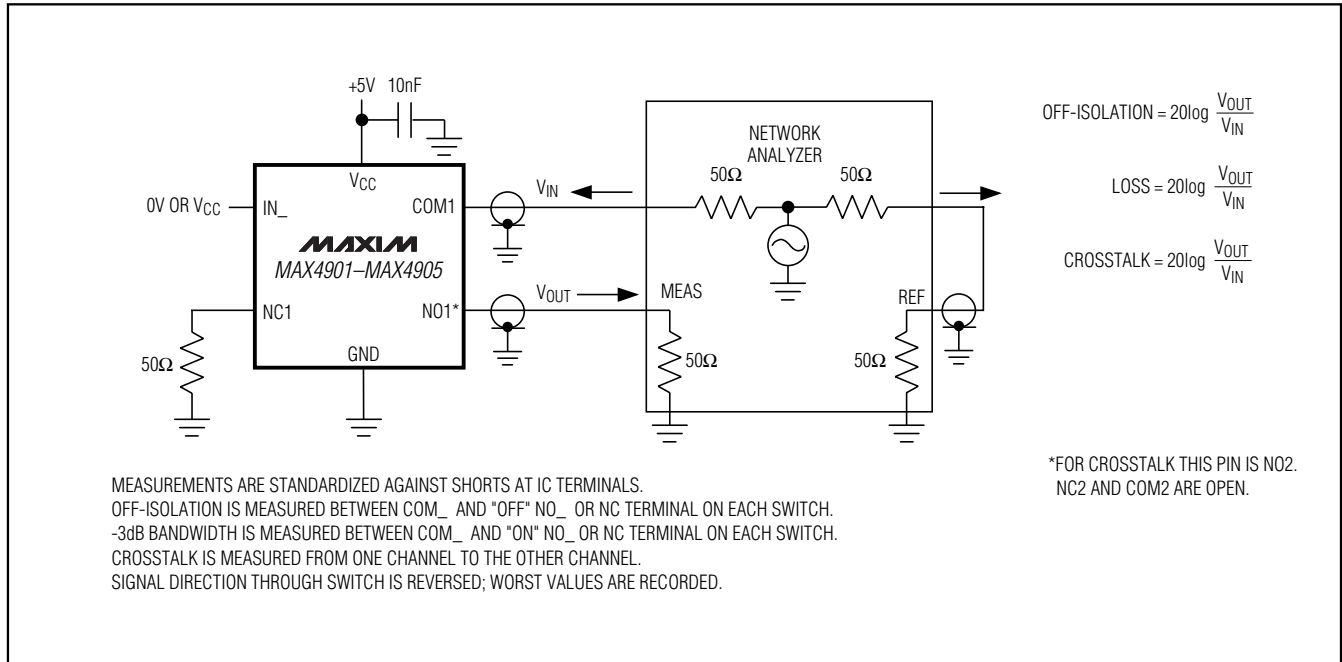 +5V 10nF
VCC
0V OR VCC
IN_
COM1
MAXIM
MAX4901–MAX4905
NC1
NO1*
GND
50Ω
VIN
VOUT
NETWORK
ANALYZER
50Ω
50Ω
MEAS
REF
50Ω
50Ω
OFF-ISOLATION = 20log VOUT/VIN
LOSS = 20log VOUT/VIN
CROSSTALK = 20log VOUT/VIN
*FOR CROSSTALK THIS PIN IS NO2.
NC2 AND COM2 ARE OPEN.
MEASUREMENTS ARE STANDARDIZED AGAINST SHORTS AT IC TERMINALS.
OFF-ISOLATION IS MEASURED BETWEEN COM_ AND "OFF" NO_ OR NC TERMINAL ON EACH SWITCH.
-3dB BANDWIDTH IS MEASURED BETWEEN COM_ AND "ON" NO_ OR NC TERMINAL ON EACH SWITCH.
CROSSTALK IS MEASURED FROM ONE CHANNEL TO THE OTHER CHANNEL.
SIGNAL DIRECTION THROUGH SWITCH IS REVERSED; WORST VALUES ARE RECORDED.